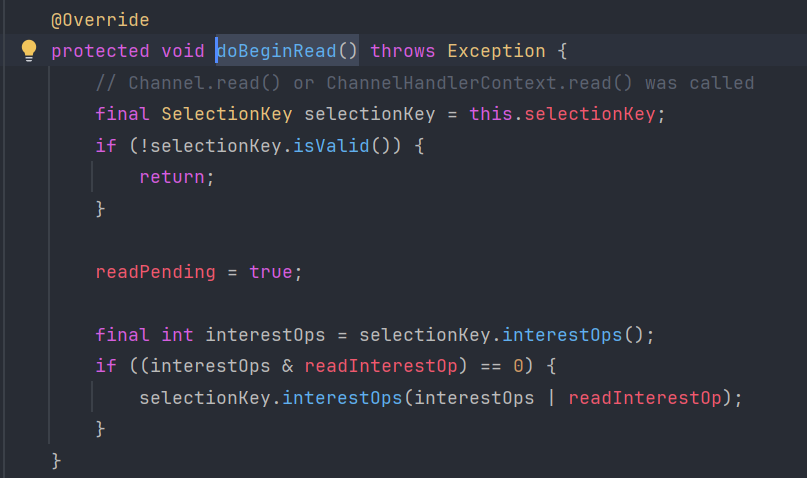 @Override
protected void doBeginRead() throws Exception {
    // Channel.read() or ChannelHandlerContext.read() was called
    final SelectionKey selectionKey = this.selectionKey;
    if (!selectionKey.isValid()) {
        return;
    }

    readPending = true;

    final int interestOps = selectionKey.interestOps();
    if ((interestOps & readInterestOp) == 0) {
        selectionKey.interestOps(interestOps | readInterestOp);
    }
}